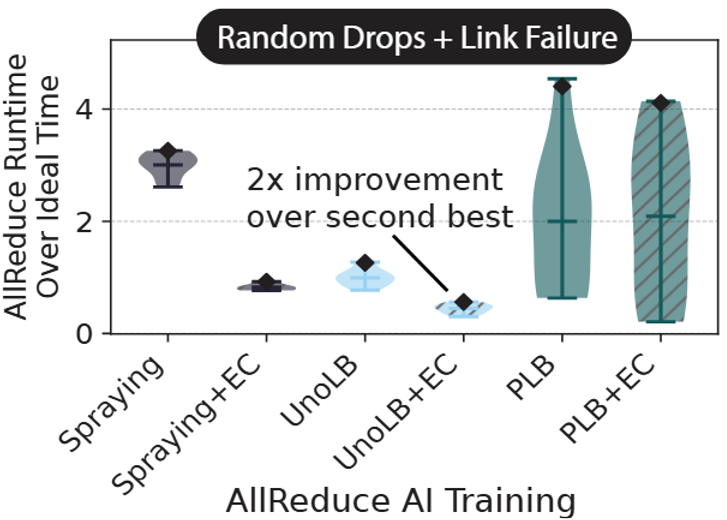 Random Drops + Link Failure
AllReduce Runtime
Over Ideal Time
4
2
0
2x improvement
over second best
Spraying
Spraying+EC
UnoLB
UnoLB+EC
PLB
PLB+EC
AllReduce AI Training